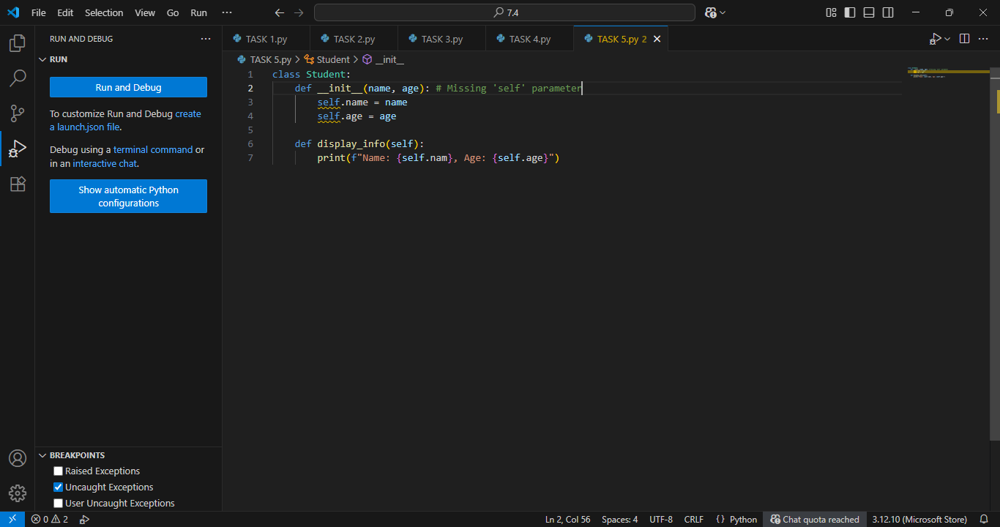 File Edit Selection View Go Run ···
7.4
RUN AND DEBUG ···
RUN
Run and Debug
To customize Run and Debug create
a launch.json file.
Debug using a terminal command or
in an interactive chat.
Show automatic Python
configurations
BREAKPOINTS
Raised Exceptions
Uncaught Exceptions
User Uncaught Exceptions
TASK 1.py TASK 2.py TASK 3.py TASK 4.py TASK 5.py 2
TASK 5.py > Student > __init__
1 class Student:
2 def __init__(name, age): # Missing 'self' parameter
3 self.name = name
4 self.age = age
5
6 def display_info(self):
7 print(f"Name: {self.nam}, Age: {self.age}")
0 2
Ln 2, Col 56 Spaces: 4 UTF-8 CRLF {} Python Chat quota reached 3.12.10 (Microsoft Store)